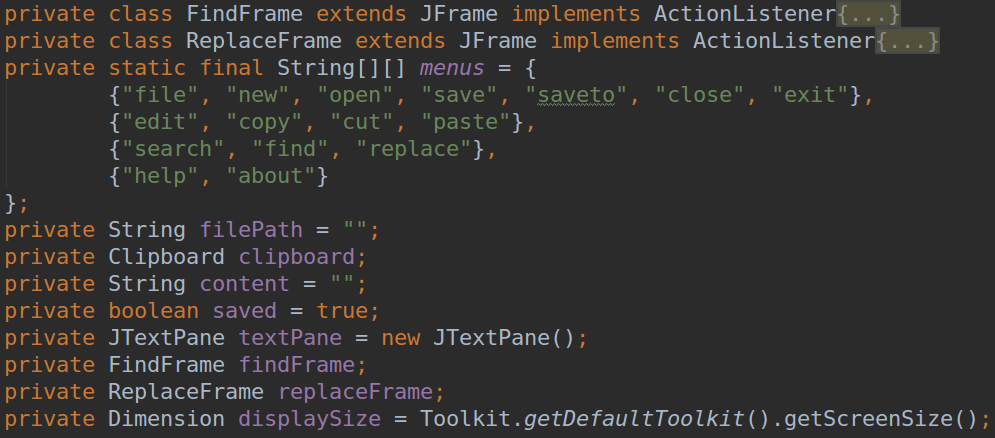 private class FindFrame extends JFrame implements ActionListener{...}
private class ReplaceFrame extends JFrame implements ActionListener{...}
private static final String[][] menus = {
        {"file", "new", "open", "save", "saveto", "close", "exit"},
        {"edit", "copy", "cut", "paste"},
        {"search", "find", "replace"},
        {"help", "about"}
};
private String filePath = "";
private Clipboard clipboard;
private String content = "";
private boolean saved = true;
private JTextPane textPane = new JTextPane();
private FindFrame findFrame;
private ReplaceFrame replaceFrame;
private Dimension displaySize = Toolkit.getDefaultToolkit().getScreenSize();